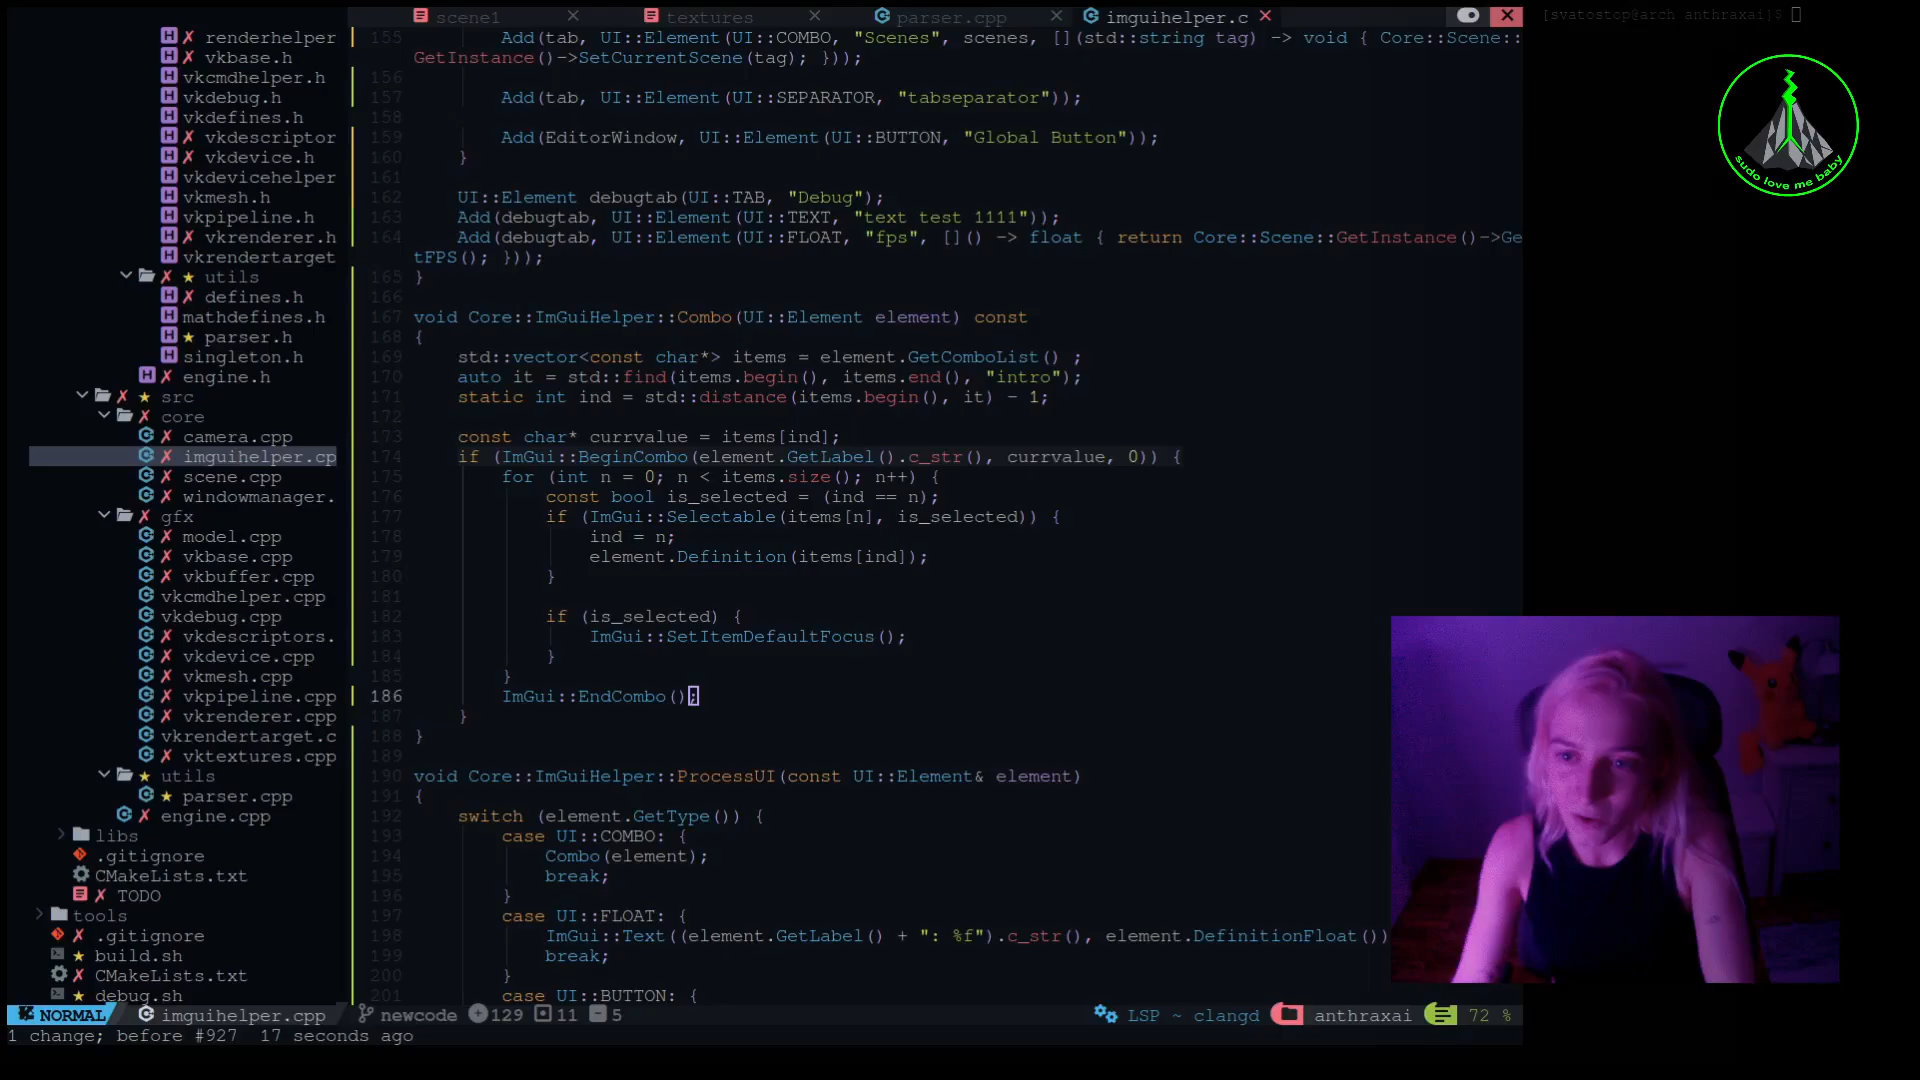 scene1
textures
parser.cpp
imguihelper.c
[svatostop@arch anthraxai]$
renderhelper
vkbase.h
vkcmdhelper.h
vkdebug.h
vkdefines.h
vkdescriptor
vkdevice.h
vkdevicehelper
vkmesh.h
vkpipeline.h
vkrenderer.h
vkrendertarget
utils
defines.h
mathdefines.h
parser.h
singleton.h
engine.h
src
core
camera.cpp
imguihelper.cp
scene.cpp
windowmanager.
gfx
model.cpp
vkbase.cpp
vkbuffer.cpp
vkcmdhelper.cpp
vkdebug.cpp
vkdescriptors.
vkdevice.cpp
vkmesh.cpp
vkpipeline.cpp
vkrenderer.cpp
vkrendertarget.c
vktextures.cpp
utils
parser.cpp
engine.cpp
libs
.gitignore
CMakeLists.txt
TODO
tools
.gitignore
build.sh
CMakeLists.txt
debug.sh
155 Add(tab, UI::Element(UI::COMBO, "Scenes", scenes, [](std::string tag) -> void { Core::Scene::
GetInstance()->SetCurrentScene(tag); }));
156
157 Add(tab, UI::Element(UI::SEPARATOR, "tabseparator"));
158
159 Add(EditorWindow, UI::Element(UI::BUTTON, "Global Button"));
160 }
161
162 UI::Element debugtab(UI::TAB, "Debug");
163 Add(debugtab, UI::Element(UI::TEXT, "text test 1111"));
164 Add(debugtab, UI::Element(UI::FLOAT, "fps", []() -> float { return Core::Scene::GetInstance()->Ge
tFPS(); }));
165 }
166
167 void Core::ImGuiHelper::Combo(UI::Element element) const
168 {
169 std::vector<const char*> items = element.GetComboList() ;
170 auto it = std::find(items.begin(), items.end(), "intro");
171 static int ind = std::distance(items.begin(), it) - 1;
172
173 const char* currvalue = items[ind];
174 if (ImGui::BeginCombo(element.GetLabel().c_str(), currvalue, 0)) {
175 for (int n = 0; n < items.size(); n++) {
176 const bool is_selected = (ind == n);
177 if (ImGui::Selectable(items[n], is_selected)) {
178 ind = n;
179 element.Definition(items[ind]);
180 }
181
182 if (is_selected) {
183 ImGui::SetItemDefaultFocus();
184 }
185 }
186 ImGui::EndCombo();
187 }
188 }
189
190 void Core::ImGuiHelper::ProcessUI(const UI::Element& element)
191 {
192 switch (element.GetType()) {
193 case UI::COMBO: {
194 Combo(element);
195 break;
196 }
197 case UI::FLOAT: {
198 ImGui::Text((element.GetLabel() + ": %f").c_str(), element.DefinitionFloat())
199 break;
200 }
201 case UI::BUTTON: {
sudo love me baby
NORMAL imguihelper.cpp newcode 129 11 5 LSP ~ clangd anthraxai 72 %
1 change; before #927 17 seconds ago